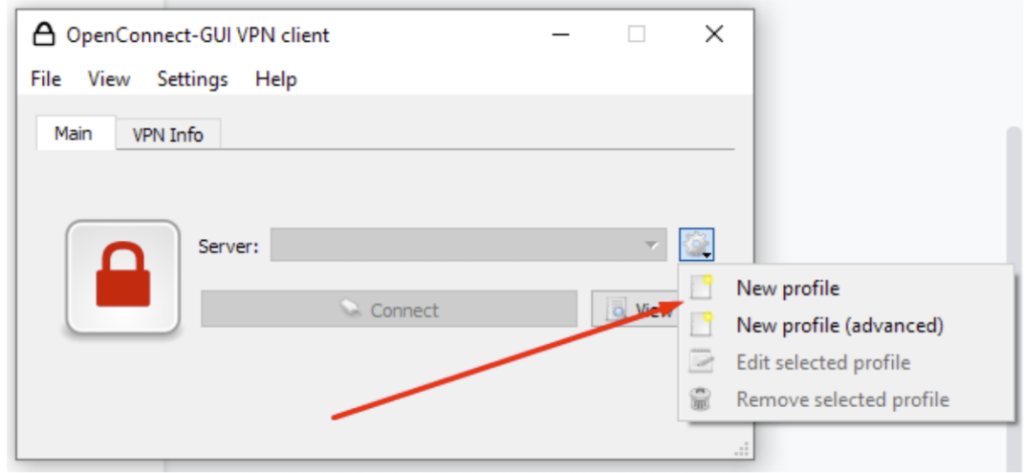 OpenConnect-GUI VPN client
File View Settings Help
Main VPN Info
Server:
Connect View
New profile
New profile (advanced)
Edit selected profile
Remove selected profile